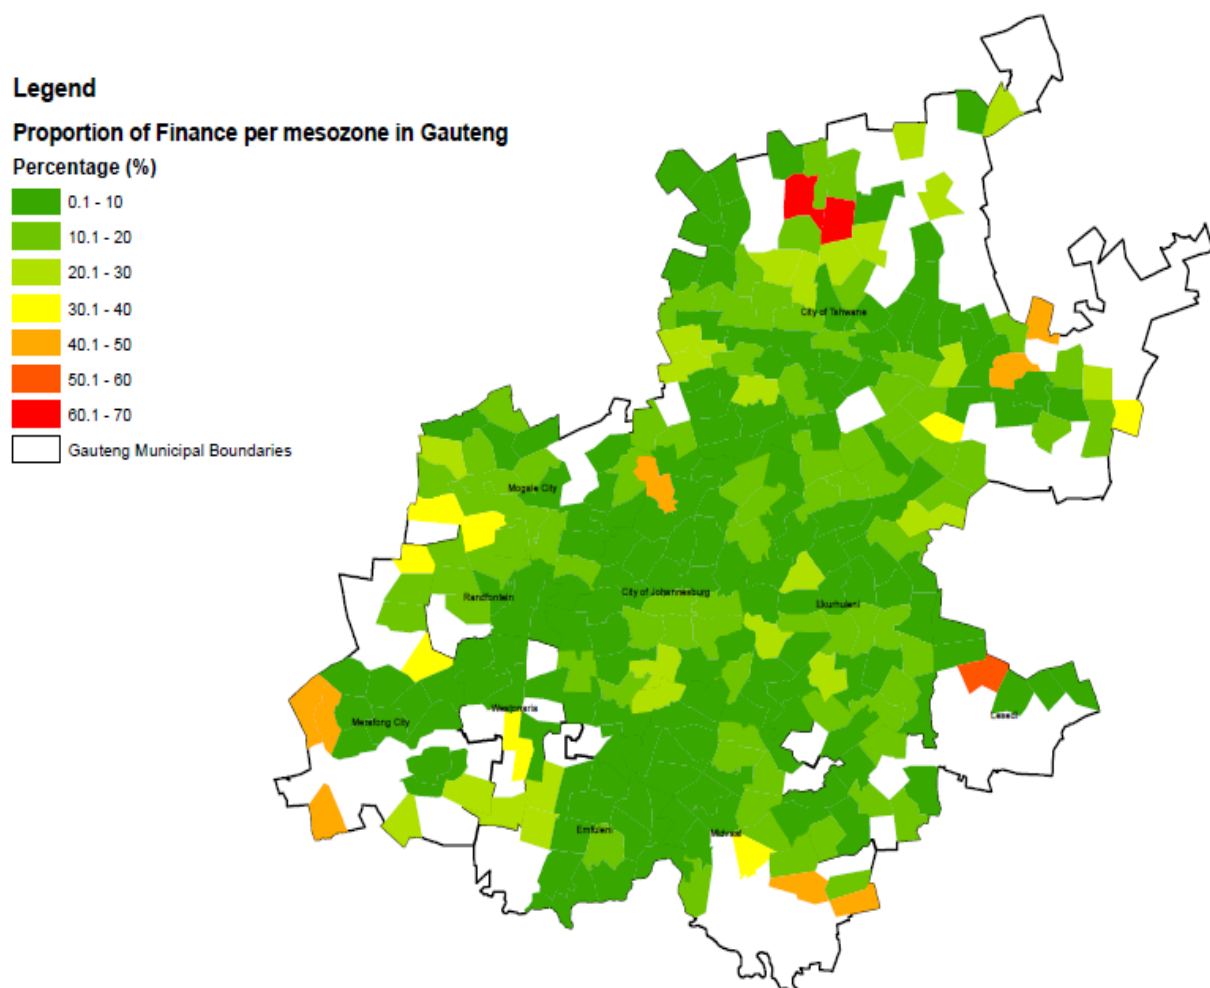 Legend
Proportion of Finance per mesozone in Gauteng
Percentage (%)
0.1 - 10
10.1 - 20
20.1 - 30
30.1 - 40
40.1 - 50
50.1 - 60
60.1 - 70
Gauteng Municipal Boundaries
City of Tshwane
Mogale City
City of Johannesburg
Randfontein
Ekurhuleni
Westonaria
Lesedi
Merafong City
Emfuleni
Midvaal